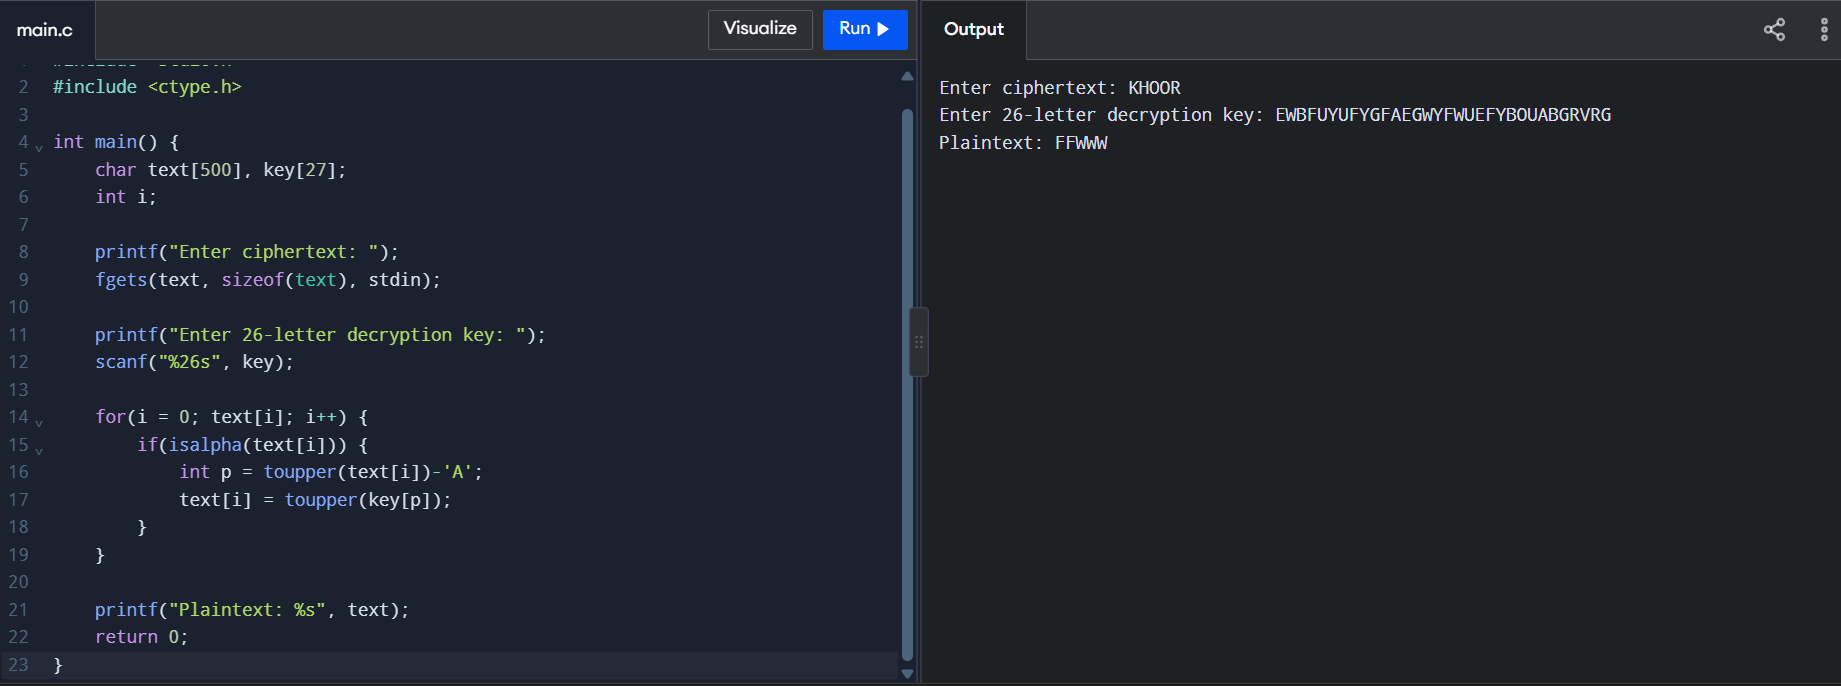 main.c
Visualize
Run
Output
2 #include <ctype.h>
3
4 int main() {
5 char text[500], key[27];
6 int i;
7
8 printf("Enter ciphertext: ");
9 fgets(text, sizeof(text), stdin);
10
11 printf("Enter 26-letter decryption key: ");
12 scanf("%26s", key);
13
14 for(i = 0; text[i]; i++) {
15 if(isalpha(text[i])) {
16 int p = toupper(text[i])-'A';
17 text[i] = toupper(key[p]);
18 }
19 }
20
21 printf("Plaintext: %s", text);
22 return 0;
23 }
Enter ciphertext: KHOOR
Enter 26-letter decryption key: EWBFUYUFYGFAEGWYFWUEFYBOUABGRVRG
Plaintext: FFWWW